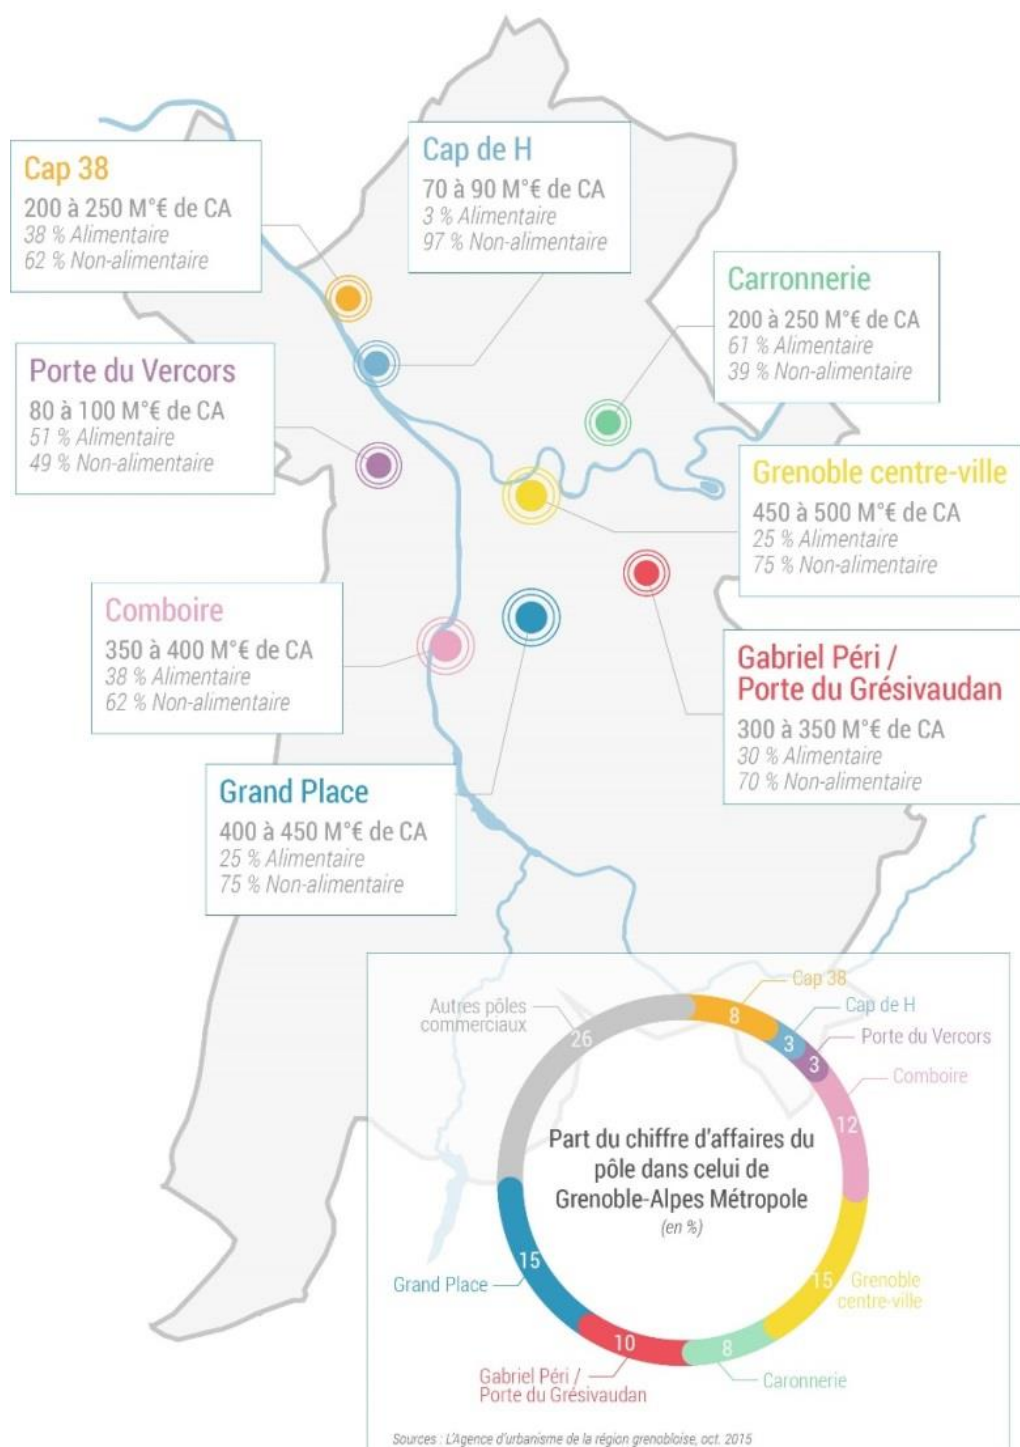 Cap 38
200 à 250 M°€ de CA
38 % Alimentaire
62 % Non-alimentaire
Cap de H
70 à 90 M°€ de CA
3 % Alimentaire
97 % Non-alimentaire
Carronnerie
200 à 250 M°€ de CA
61 % Alimentaire
39 % Non-alimentaire
Porte du Vercors
80 à 100 M°€ de CA
51 % Alimentaire
49 % Non-alimentaire
Grenoble centre-ville
450 à 500 M°€ de CA
25 % Alimentaire
75 % Non-alimentaire
Comboire
350 à 400 M°€ de CA
38 % Alimentaire
62 % Non-alimentaire
Gabriel Péri /
Porte du Grésivaudan
300 à 350 M°€ de CA
30 % Alimentaire
70 % Non-alimentaire
Grand Place
400 à 450 M°€ de CA
25 % Alimentaire
75 % Non-alimentaire
Cap 38
8
Cap de H
3
Porte du Vercors
3
Comboire
12
Grenoble
centre-ville
15
Caronnerie
8
Gabriel Péri /
Porte du Grésivaudan
10
Grand Place
15
Autres pôles
commerciaux
26
Part du chiffre d'affaires du
pôle dans celui de
Grenoble-Alpes Métropole
(en %)
Sources : L'Agence d'urbanisme de la région grenobloise, oct. 2015